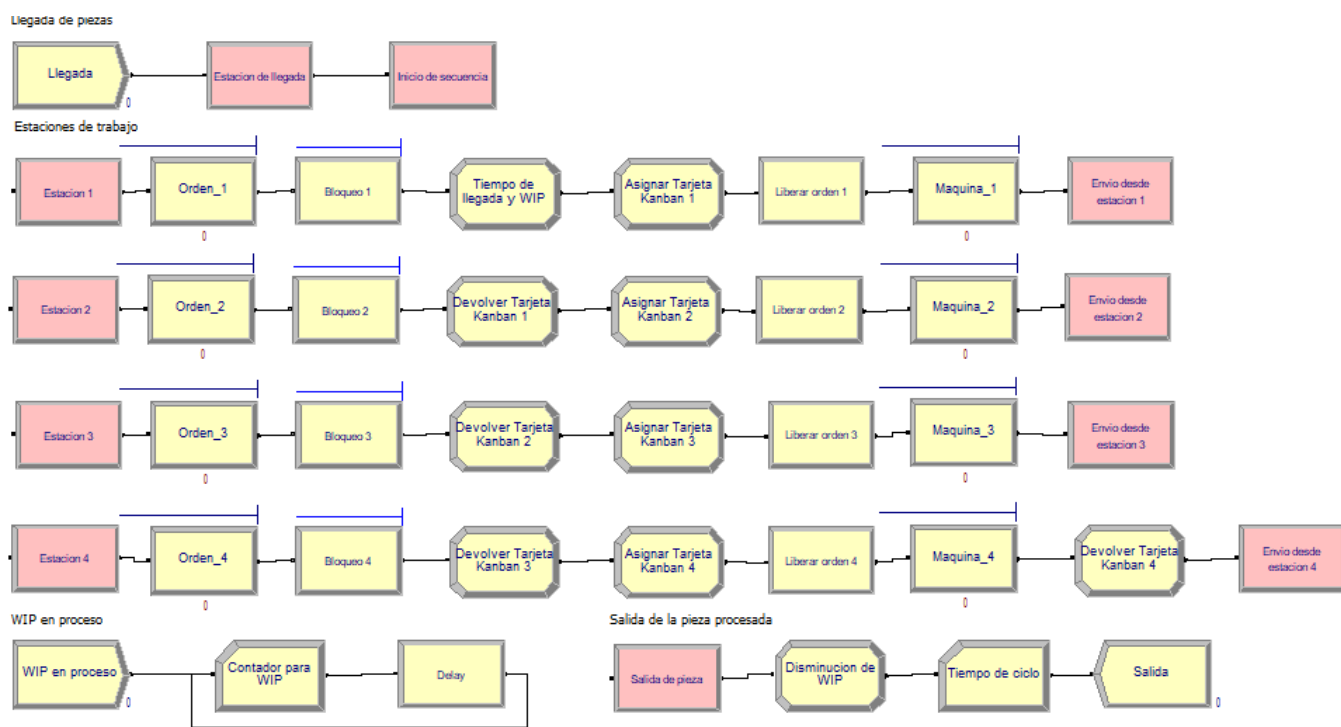 Llegada de piezas
Llegada
0
Estacion de llegada
Inicio de secuencia
Estaciones de trabajo
Estacion 1
Orden_1
0
Bloqueo 1
Tiempo de
llegada y WIP
Asignar Tarjeta
Kanban 1
Liberar orden 1
Maquina_1
0
Envio desde
estacion 1
Estacion 2
Orden_2
0
Bloqueo 2
Devolver Tarjeta
Kanban 1
Asignar Tarjeta
Kanban 2
Liberar orden 2
Maquina_2
0
Envio desde
estacion 2
Estacion 3
Orden_3
0
Bloqueo 3
Devolver Tarjeta
Kanban 2
Asignar Tarjeta
Kanban 3
Liberar orden 3
Maquina_3
0
Envio desde
estacion 3
Estacion 4
Orden_4
0
Bloqueo 4
Devolver Tarjeta
Kanban 3
Asignar Tarjeta
Kanban 4
Liberar orden 4
Maquina_4
0
Devolver Tarjeta
Kanban 4
Envio desde
estacion 4
WIP en proceso
WIP en proceso
0
Contador para
WIP
Delay
Salida de la pieza procesada
Salida de pieza
Disminucion de
WIP
Tiempo de ciclo
Salida
0